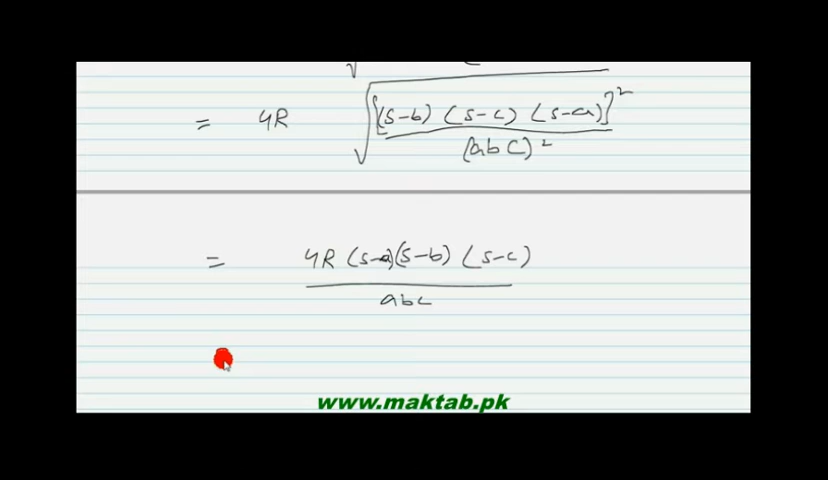 = 4R √ [(s-b) (s-c) (s-a)]² / (abc)²
= 4R (s-a)(s-b) (s-c) / abc
www.maktab.pk